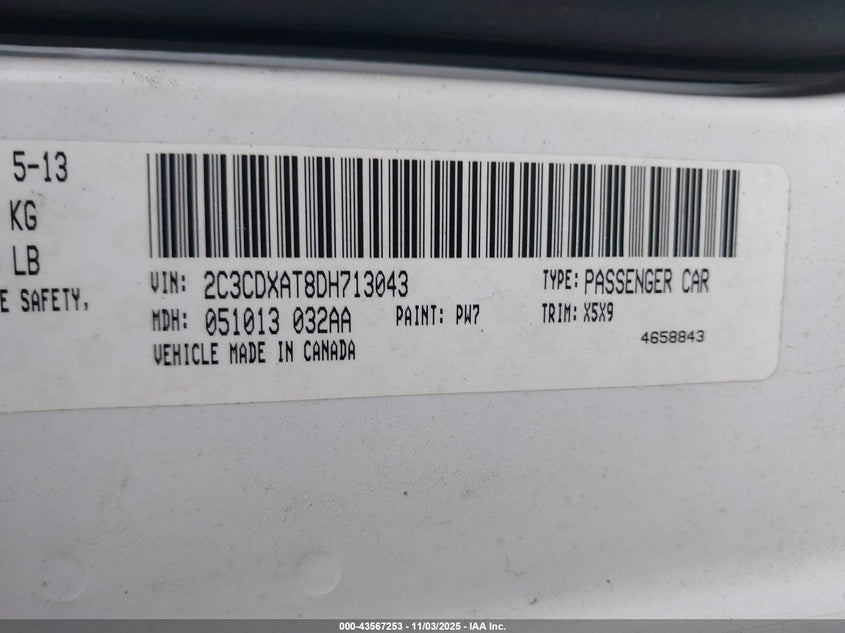 5-13
KG
LB
E SAFETY,
VIN: 2C3CDXAT8DH713043 TYPE: PASSENGER CAR
MDH: 051013 032AA PAINT: PW7 TRIM: X5X9
4658843
VEHICLE MADE IN CANADA
000-43567253 - 11/03/2025 - IAA Inc.